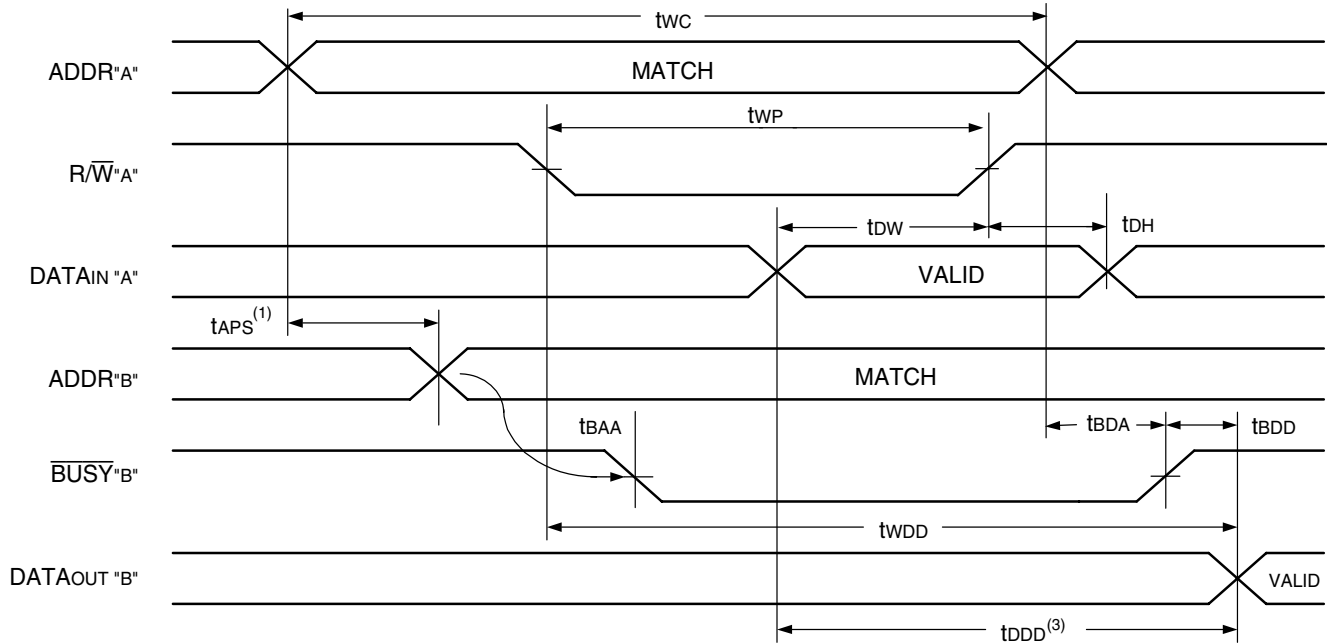 tWC
ADDR"A"
MATCH
tWP
R/W̅"A"
tDW
tDH
DATAIN "A"
VALID
tAPS(1)
ADDR"B"
MATCH
tBAA
tBDA
tBDD
B̅U̅S̅Y̅"B"
tWDD
DATAOUT "B"
VALID
tDDD(3)